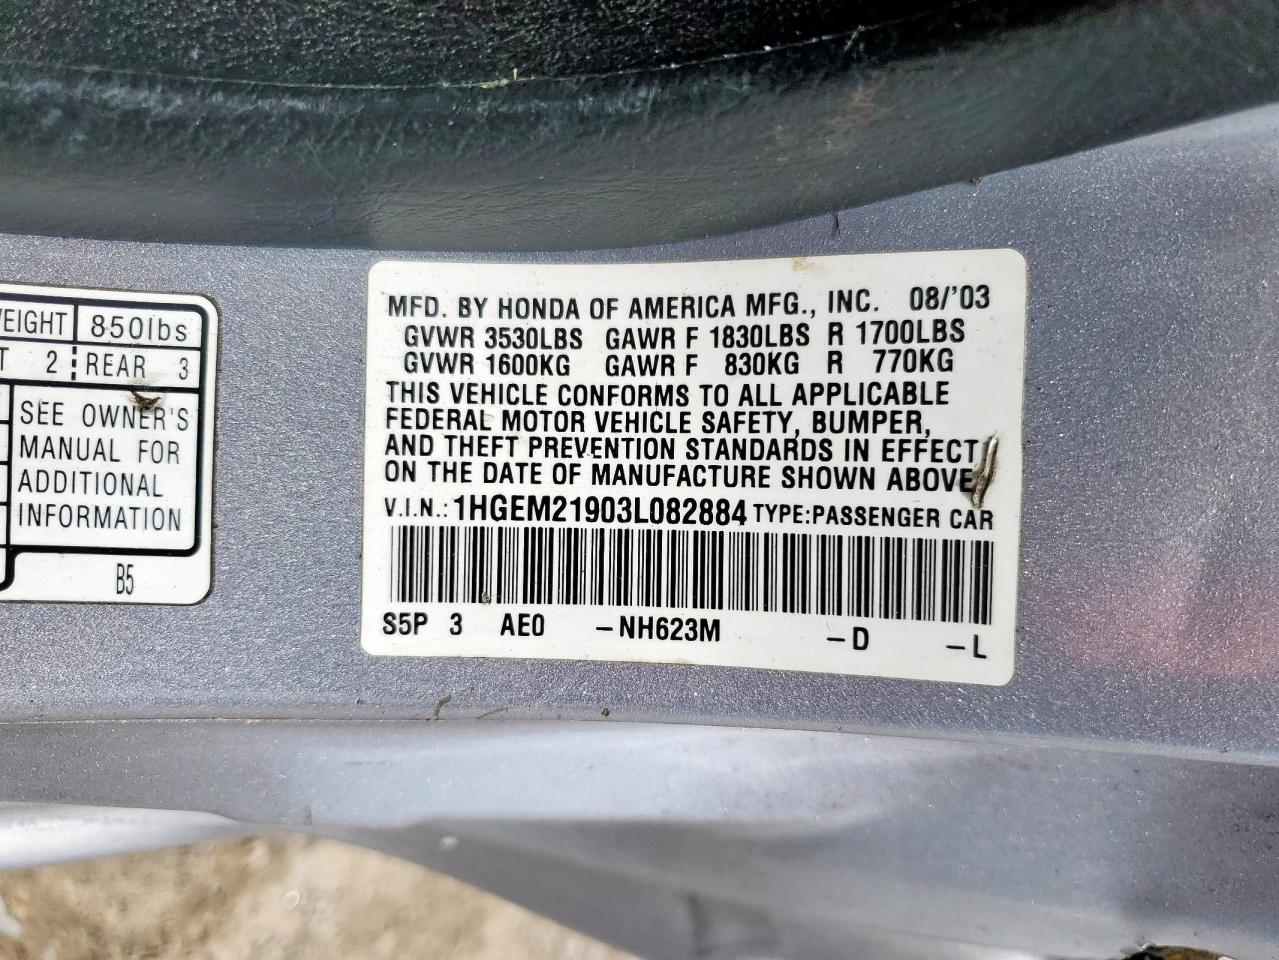 WEIGHT 850lbs
2 REAR 3
SEE OWNER'S
MANUAL FOR
ADDITIONAL
INFORMATION
B5
MFD. BY HONDA OF AMERICA MFG., INC. 08/'03
GVWR 3530LBS GAWR F 1830LBS R 1700LBS
GVWR 1600KG GAWR F 830KG R 770KG
THIS VEHICLE CONFORMS TO ALL APPLICABLE
FEDERAL MOTOR VEHICLE SAFETY, BUMPER,
AND THEFT PREVENTION STANDARDS IN EFFECT
ON THE DATE OF MANUFACTURE SHOWN ABOVE
V.I.N.: 1HGEM21903L082884 TYPE:PASSENGER CAR
S5P 3 AE0 -NH623M -D -L